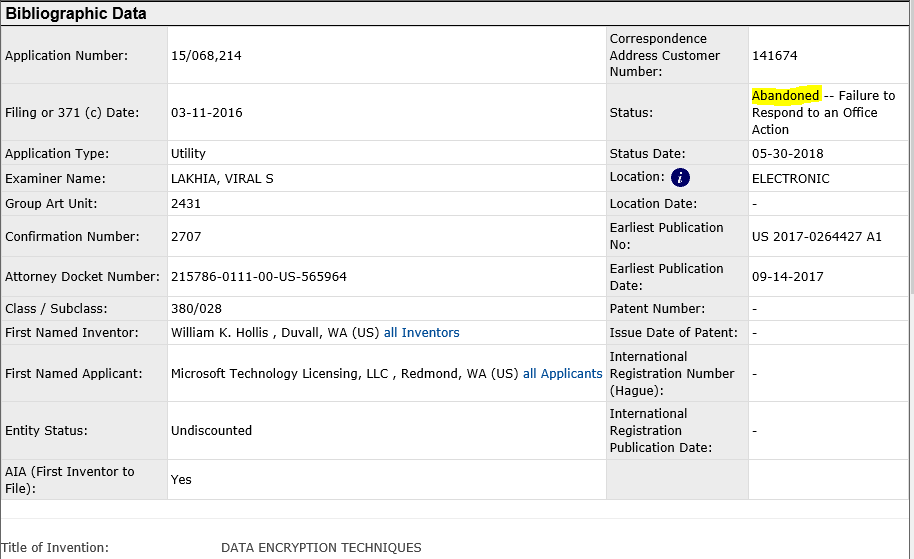 Bibliographic Data
Application Number: 15/068,214
Correspondence
Address Customer
Number: 141674
Filing or 371 (c) Date: 03-11-2016
Status: Abandoned -- Failure to
Respond to an Office
Action
Application Type: Utility
Status Date: 05-30-2018
Examiner Name: LAKHIA, VIRAL S
Location: i ELECTRONIC
Group Art Unit: 2431
Location Date: -
Confirmation Number: 2707
Earliest Publication
No: US 2017-0264427 A1
Attorney Docket Number: 215786-0111-00-US-565964
Earliest Publication
Date: 09-14-2017
Class / Subclass: 380/028
Patent Number: -
First Named Inventor: William K. Hollis , Duvall, WA (US) all Inventors
Issue Date of Patent: -
First Named Applicant: Microsoft Technology Licensing, LLC , Redmond, WA (US) all Applicants
International
Registration Number
(Hague): -
Entity Status: Undiscounted
International
Registration
Publication Date: -
AIA (First Inventor to
File): Yes
Title of Invention: DATA ENCRYPTION TECHNIQUES